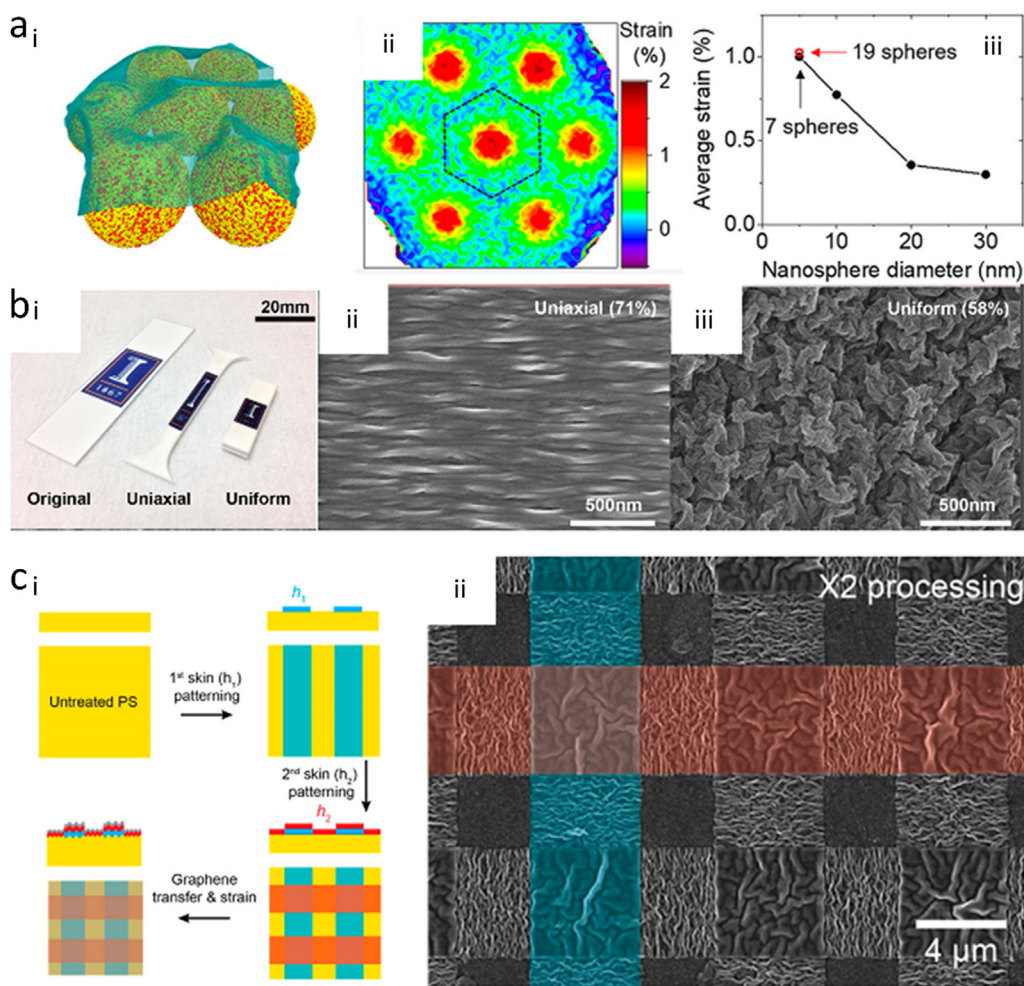 a i
ii
Strain
(%)
2
1
0
iii
Average strain (%)
1.0
0.5
0.0
19 spheres
7 spheres
0 10 20 30
Nanosphere diameter (nm)
b i
20mm
I
1867
Original
Uniaxial
Uniform
ii
Uniaxial (71%)
500nm
iii
Uniform (58%)
500nm
c i
Untreated PS
1st skin (h1)
patterning
h1
2nd skin (h2)
patterning
h2
Graphene
transfer & strain
ii
X2 processing
4 µm